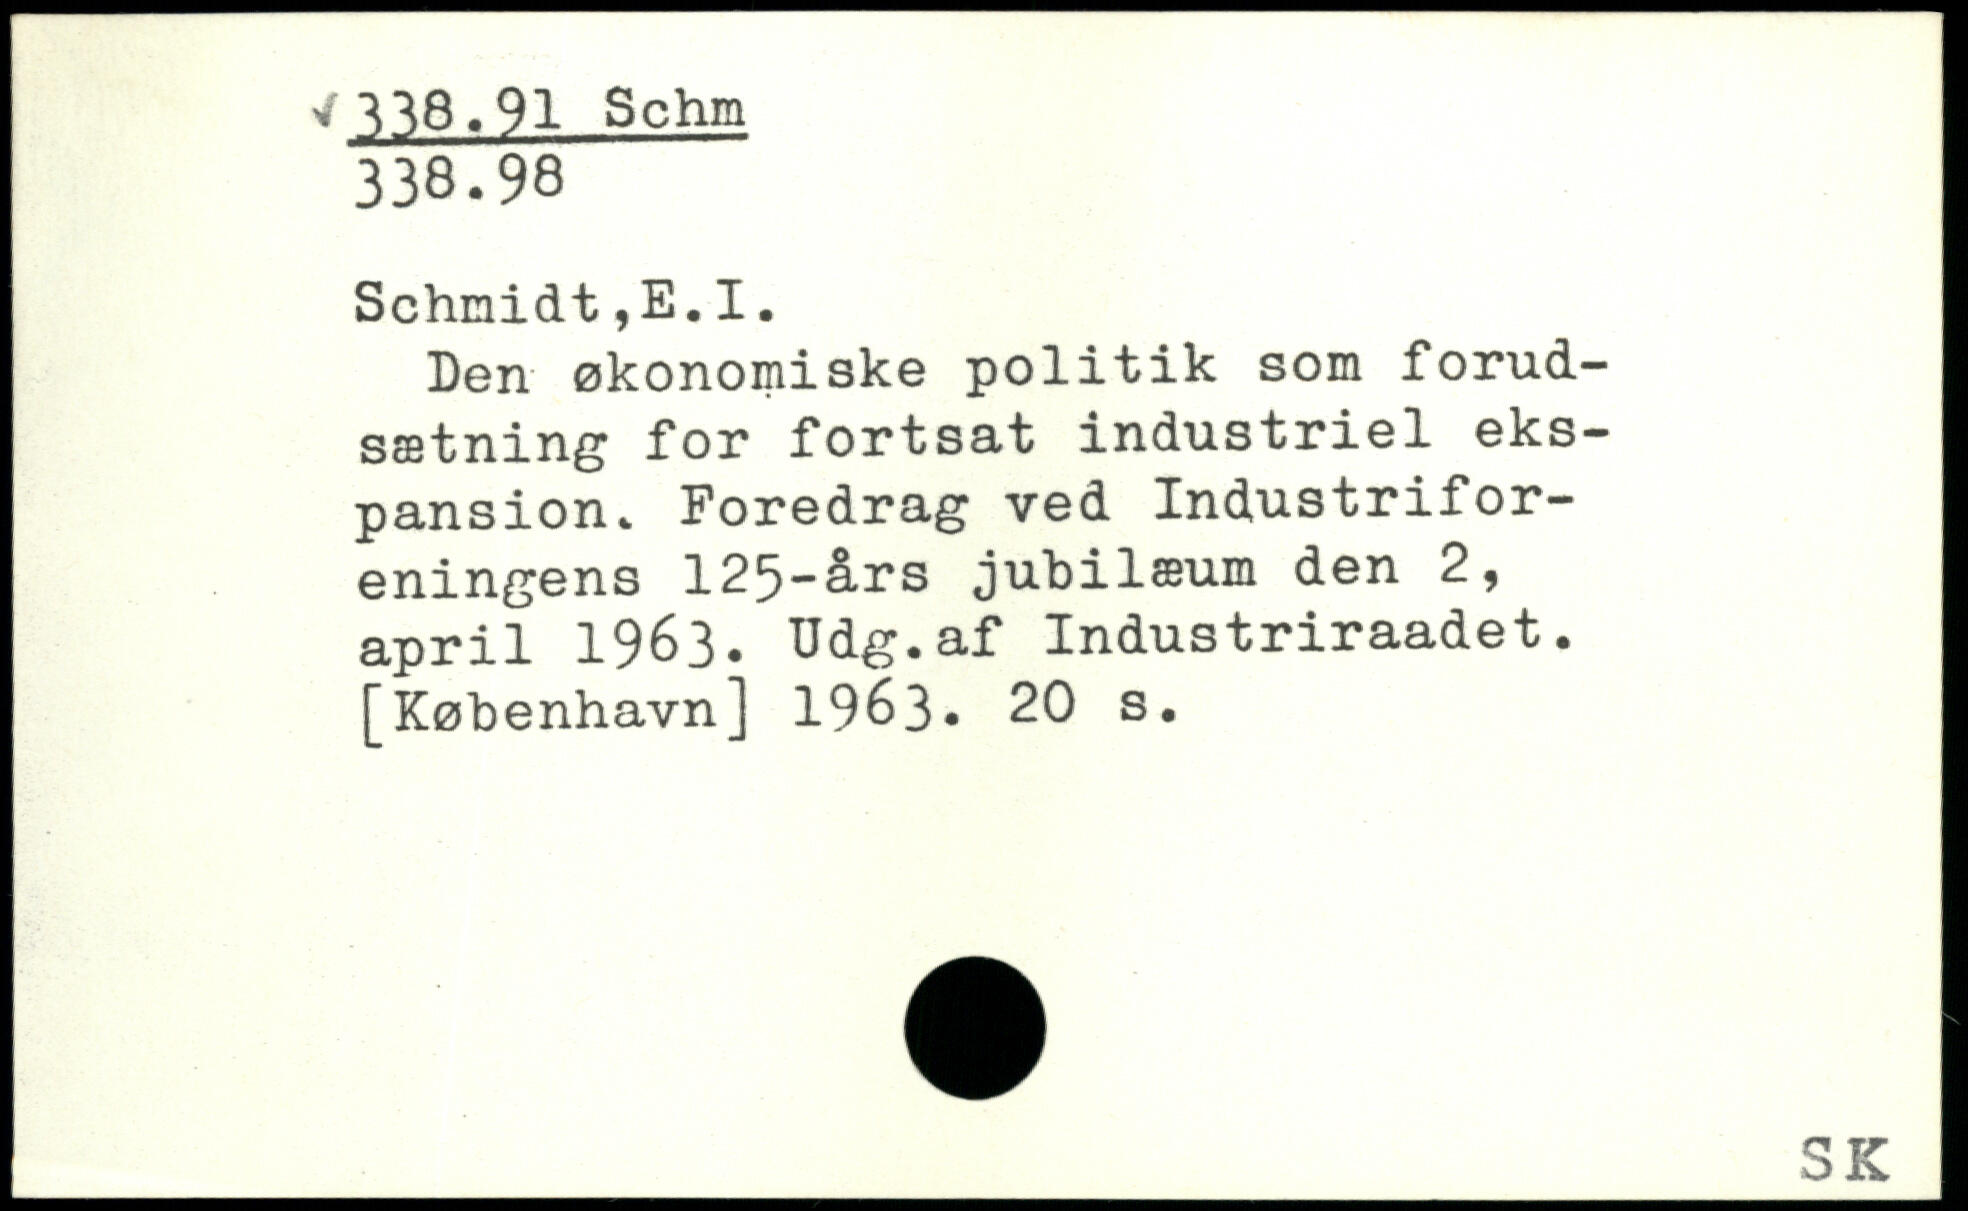 ✓338.91 Schm
338.98
Schmidt,E.I.
Den økonomiske politik som forud-
sætning for fortsat industriel eks-
pansion. Foredrag ved Industrifor-
eningens 125-års jubilæum den 2,
april 1963. Udg.af Industriraadet.
[København] 1963. 20 s.
SK